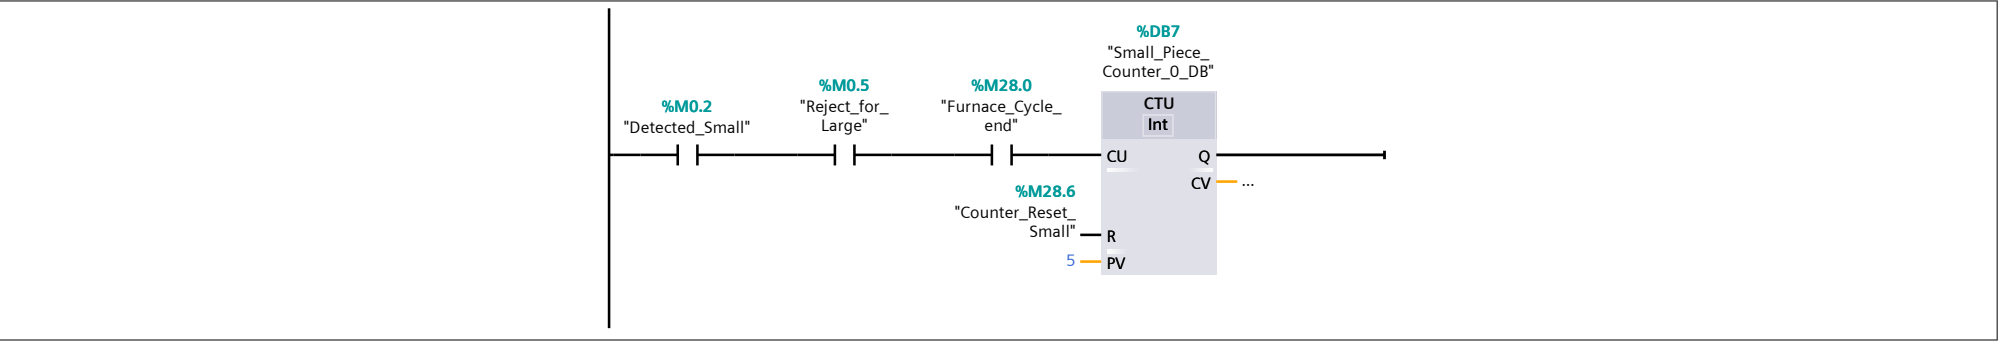 %DB7
"Small_Piece_
Counter_0_DB"
%M0.2
"Detected_Small"
%M0.5
"Reject_for_
Large"
%M28.0
"Furnace_Cycle_
end"
CTU
Int
CU
Q
CV
...
%M28.6
"Counter_Reset_
Small"
R
5
PV